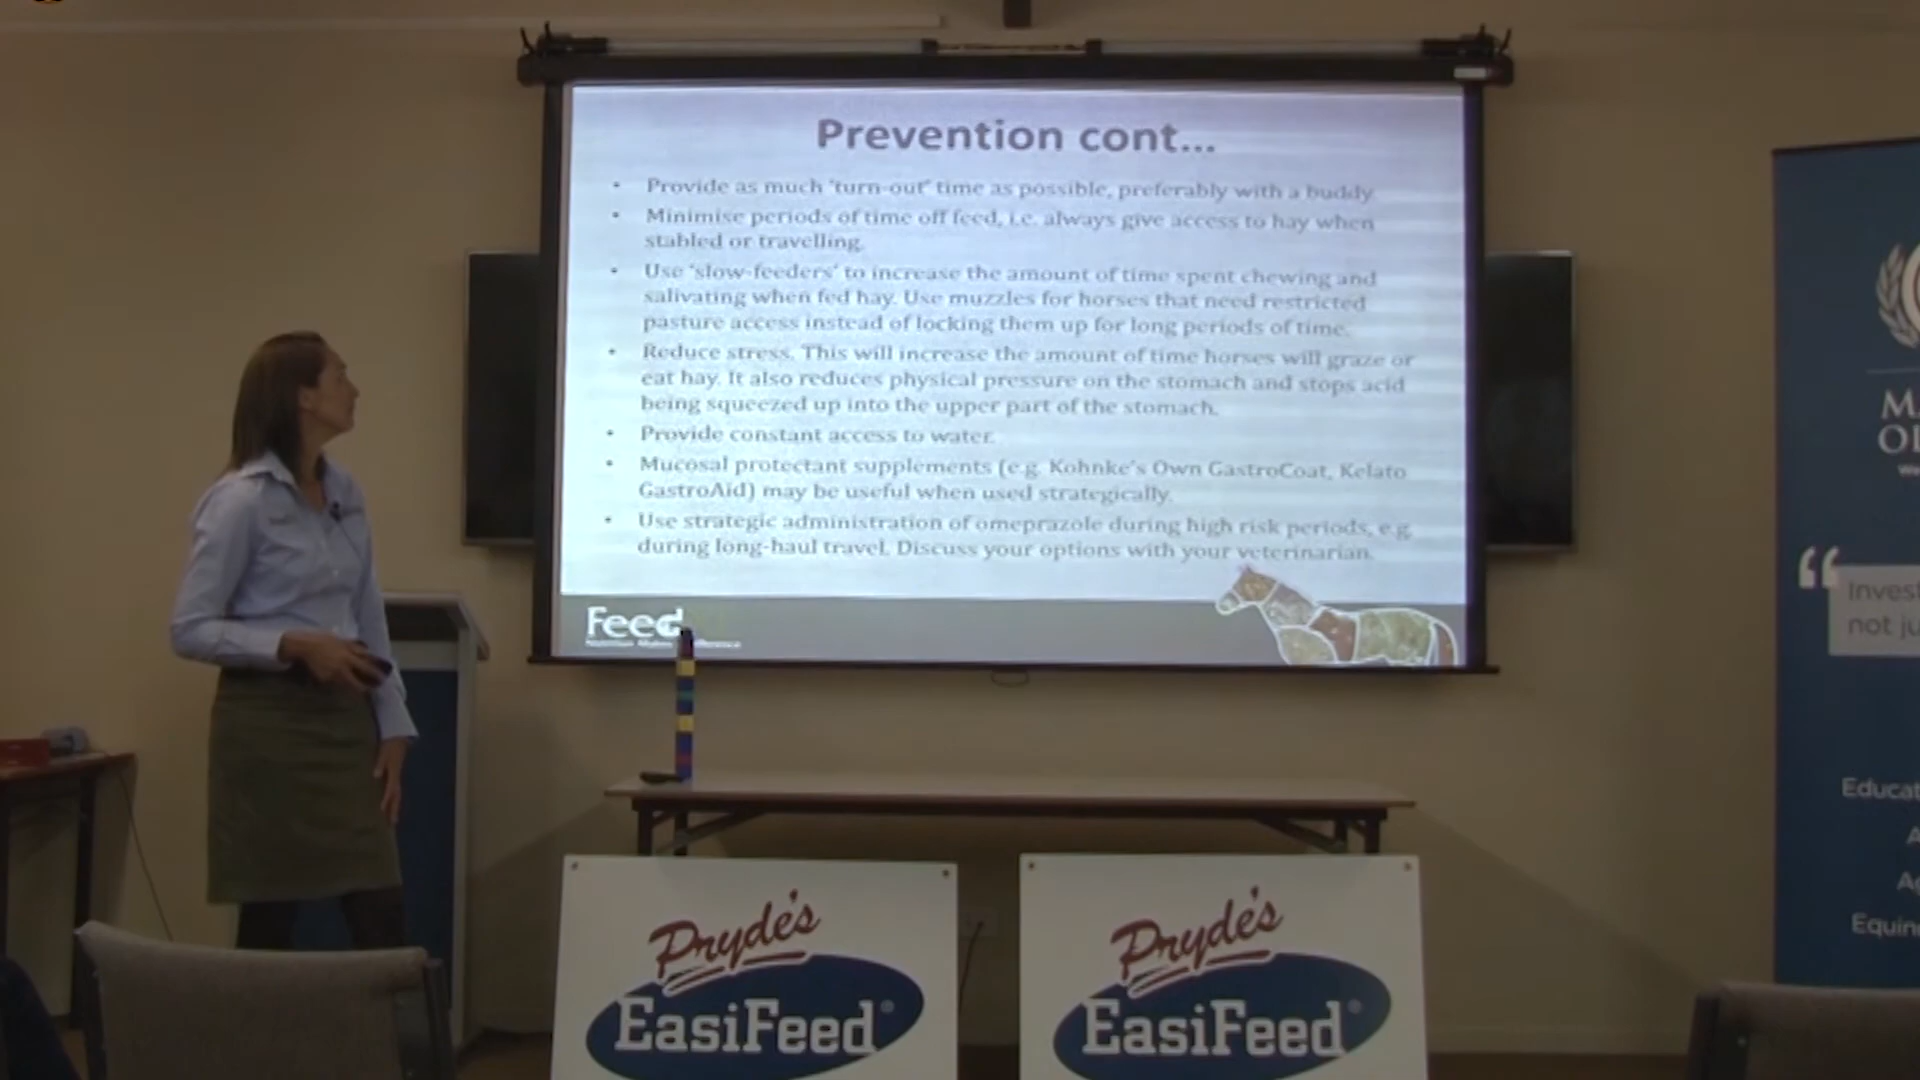 Prevention cont...
• Provide as much 'turn-out' time as possible, preferably with a buddy.
• Minimise periods of time off feed, i.e. always give access to hay when
stabled or travelling.
• Use 'slow-feeders' to increase the amount of time spent chewing and
salivating when fed hay. Use muzzles for horses that need restricted
pasture access instead of locking them up for long periods of time.
• Reduce stress. This will increase the amount of time horses will graze or
eat hay. It also reduces physical pressure on the stomach and stops acid
being squeezed up into the upper part of the stomach.
• Provide constant access to water.
• Mucosal protectant supplements (e.g. Kohnke's Own GastroCoat, Kelato
GastroAid) may be useful when used strategically.
• Use strategic administration of omeprazole during high risk periods, e.g.
during long-haul travel. Discuss your options with your veterinarian.
Feed
Pryde's
EasiFeed®
Pryde's
EasiFeed®
“
Invest
not ju
Educat
A
Equin